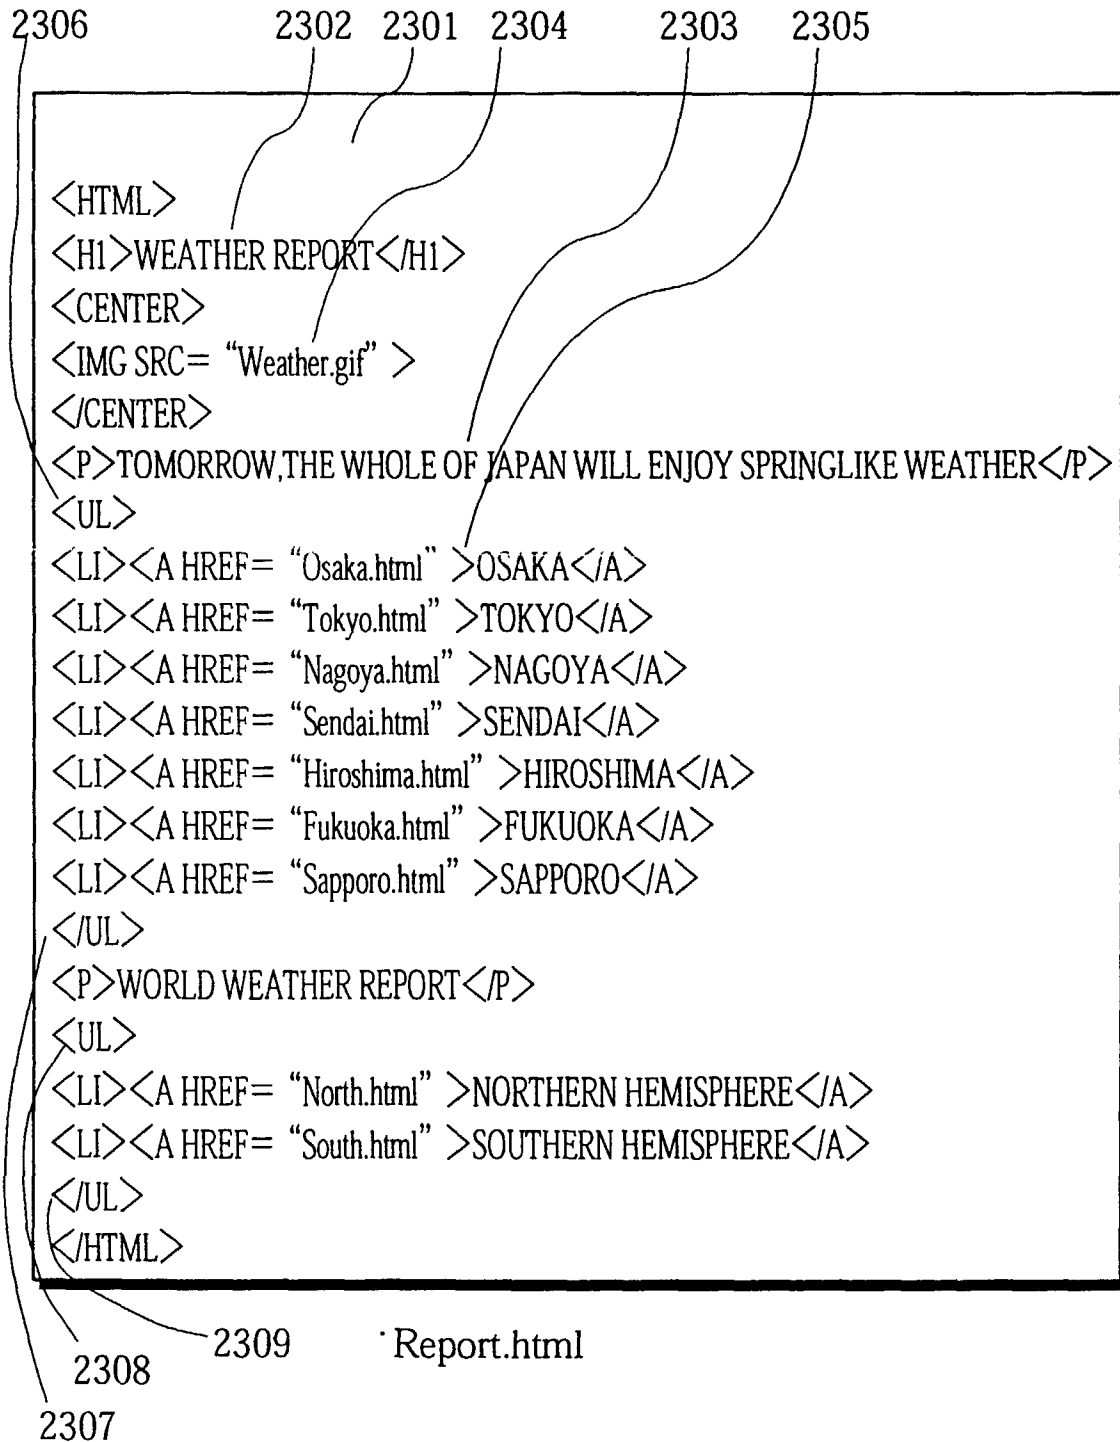 2306 2302 2301 2304 2303 2305
<HTML>
<H1>WEATHER REPORT</H1>
<CENTER>
<IMG SRC= “Weather.gif” >
</CENTER>
<P>TOMORROW,THE WHOLE OF JAPAN WILL ENJOY SPRINGLIKE WEATHER</P>
<UL>
<LI><A HREF= “Osaka.html” >OSAKA</A>
<LI><A HREF= “Tokyo.html” >TOKYO</A>
<LI><A HREF= “Nagoya.html” >NAGOYA</A>
<LI><A HREF= “Sendai.html” >SENDAI</A>
<LI><A HREF= “Hiroshima.html” >HIROSHIMA</A>
<LI><A HREF= “Fukuoka.html” >FUKUOKA</A>
<LI><A HREF= “Sapporo.html” >SAPPORO</A>
</UL>
<P>WORLD WEATHER REPORT</P>
<UL>
<LI><A HREF= “North.html” >NORTHERN HEMISPHERE</A>
<LI><A HREF= “South.html” >SOUTHERN HEMISPHERE</A>
</UL>
</HTML>
2309 Report.html
2308
2307